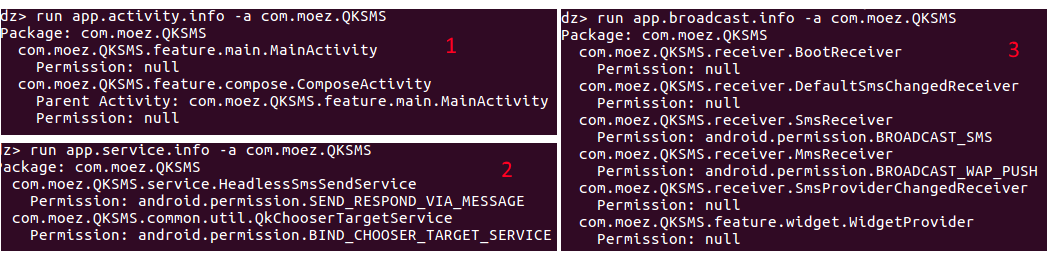 dz> run app.activity.info -a com.moez.QKSMS
Package: com.moez.QKSMS
com.moez.QKSMS.feature.main.MainActivity
Permission: null
com.moez.QKSMS.feature.compose.ComposeActivity
Parent Activity: com.moez.QKSMS.feature.main.MainActivity
Permission: null
1
z> run app.service.info -a com.moez.QKSMS
ackage: com.moez.QKSMS
com.moez.QKSMS.service.HeadlessSmsSendService
Permission: android.permission.SEND_RESPOND_VIA_MESSAGE
com.moez.QKSMS.common.util.QkChooserTargetService
Permission: android.permission.BIND_CHOOSER_TARGET_SERVICE
2
dz> run app.broadcast.info -a com.moez.QKSMS
Package: com.moez.QKSMS
com.moez.QKSMS.receiver.BootReceiver
Permission: null
com.moez.QKSMS.receiver.DefaultSmsChangedReceiver
Permission: null
com.moez.QKSMS.receiver.SmsReceiver
Permission: android.permission.BROADCAST_SMS
com.moez.QKSMS.receiver.MmsReceiver
Permission: android.permission.BROADCAST_WAP_PUSH
com.moez.QKSMS.receiver.SmsProviderChangedReceiver
Permission: null
com.moez.QKSMS.feature.widget.WidgetProvider
Permission: null
3